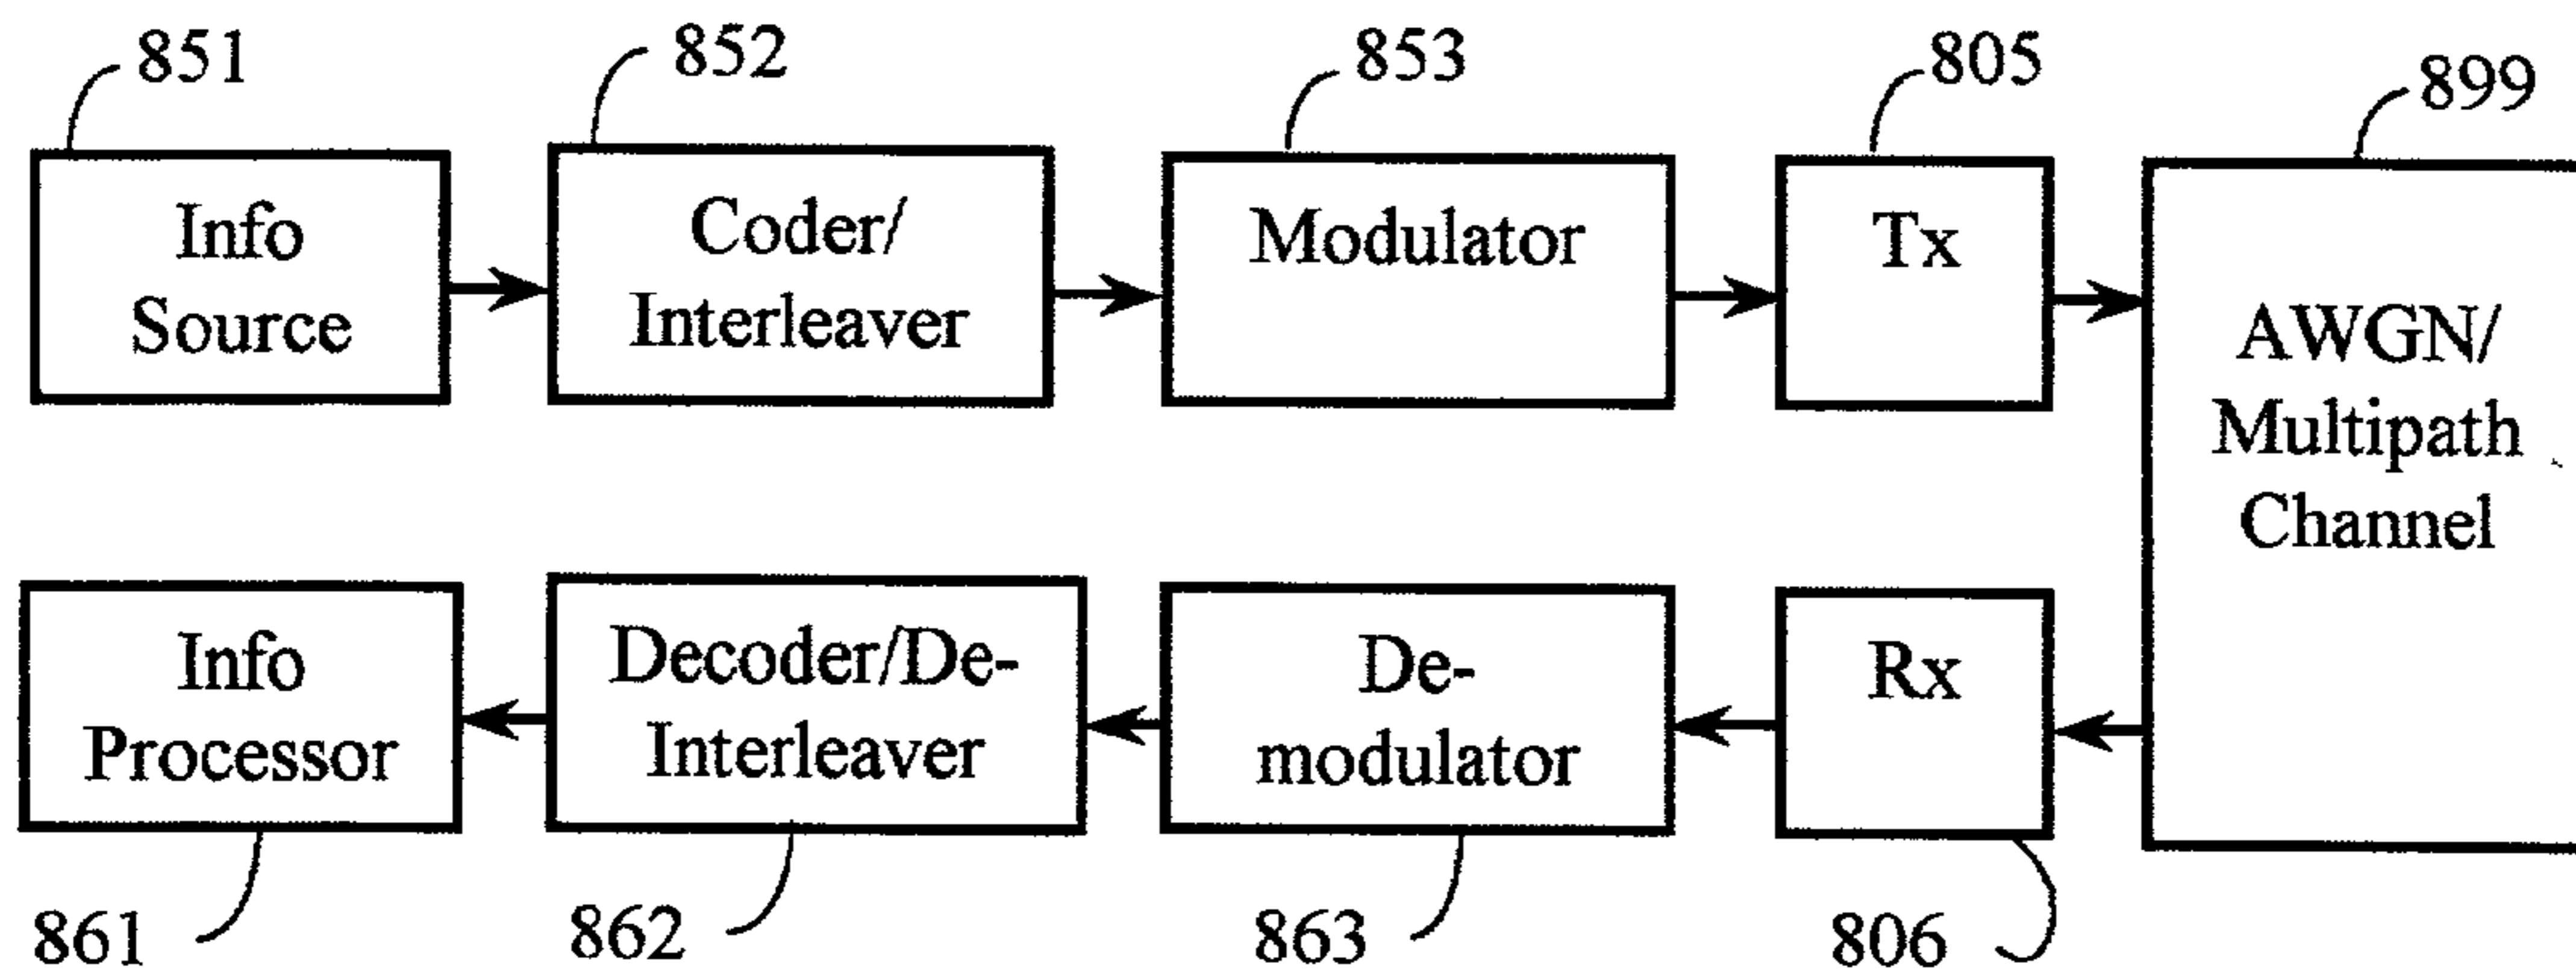 851
852
853
805
899
Info
Source
Coder/
Interleaver
Modulator
Tx
AWGN/
Multipath
Channel
Info
Processor
Decoder/De-
Interleaver
De-
modulator
Rx
861
862
863
806